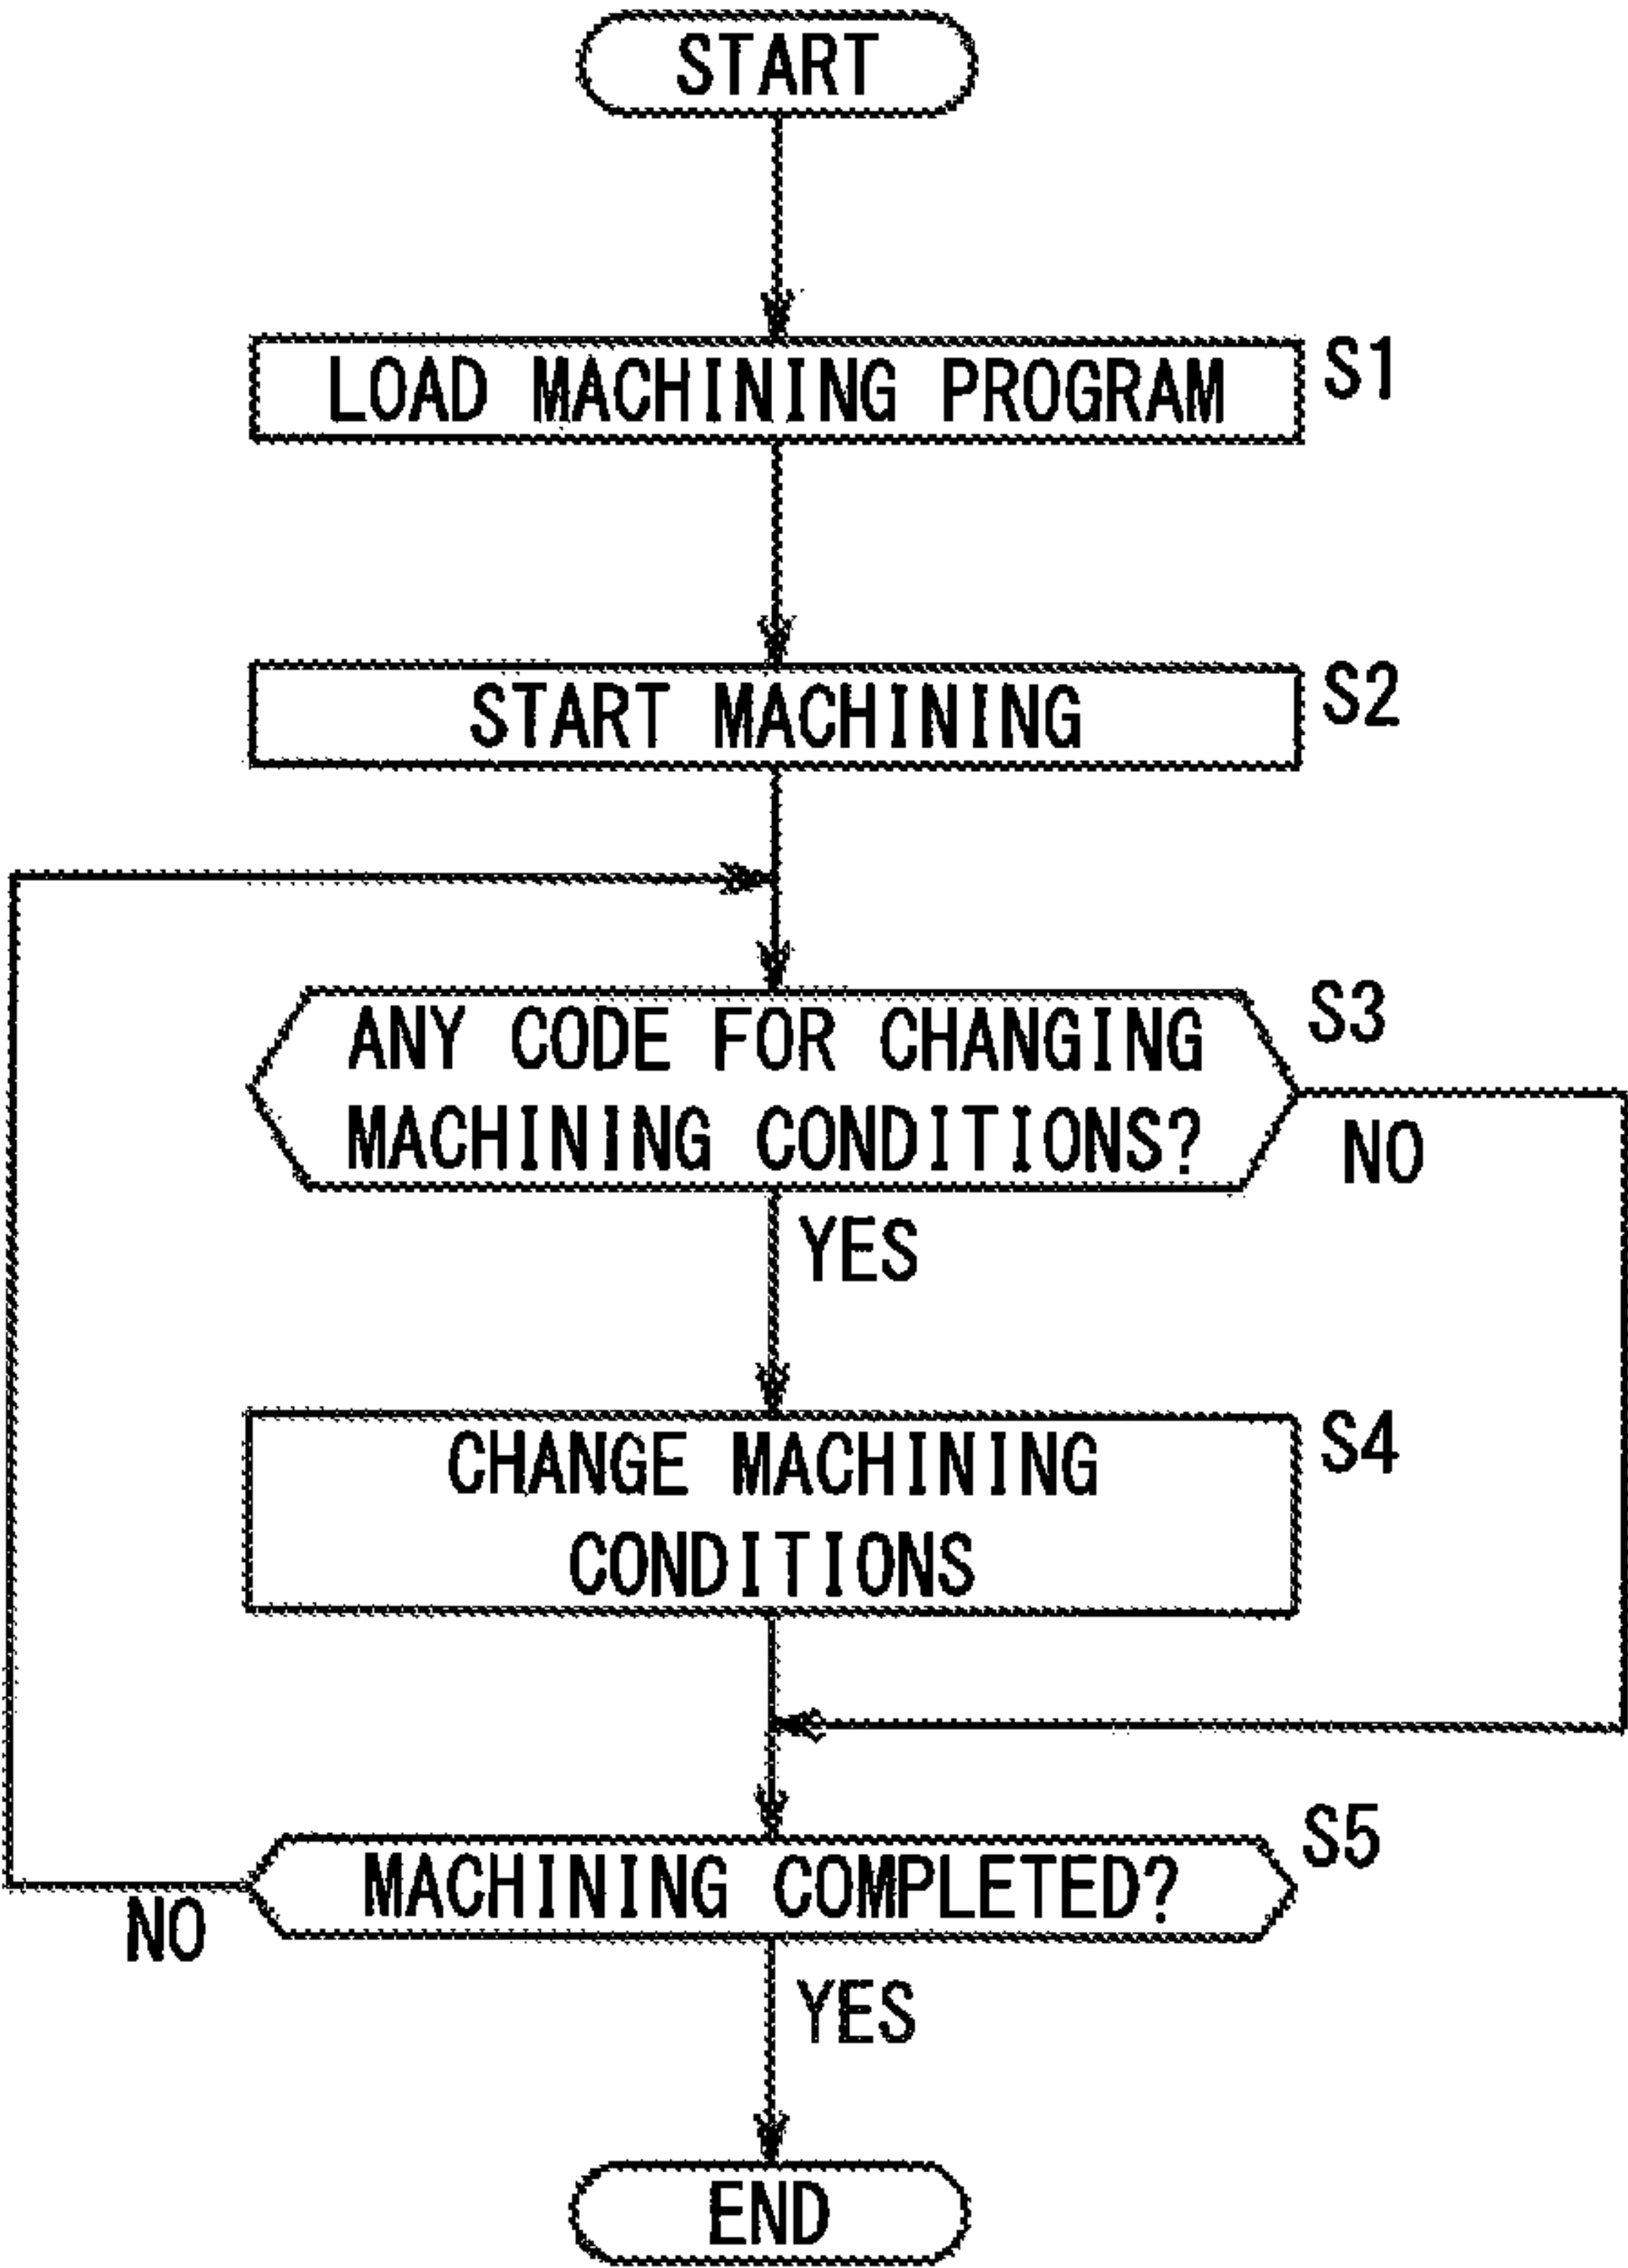 START
LOAD MACHINING PROGRAM
S1
START MACHINING
S2
ANY CODE FOR CHANGING
MACHINING CONDITIONS?
S3
NO
YES
CHANGE MACHINING
CONDITIONS
S4
MACHINING COMPLETED?
S5
NO
YES
END